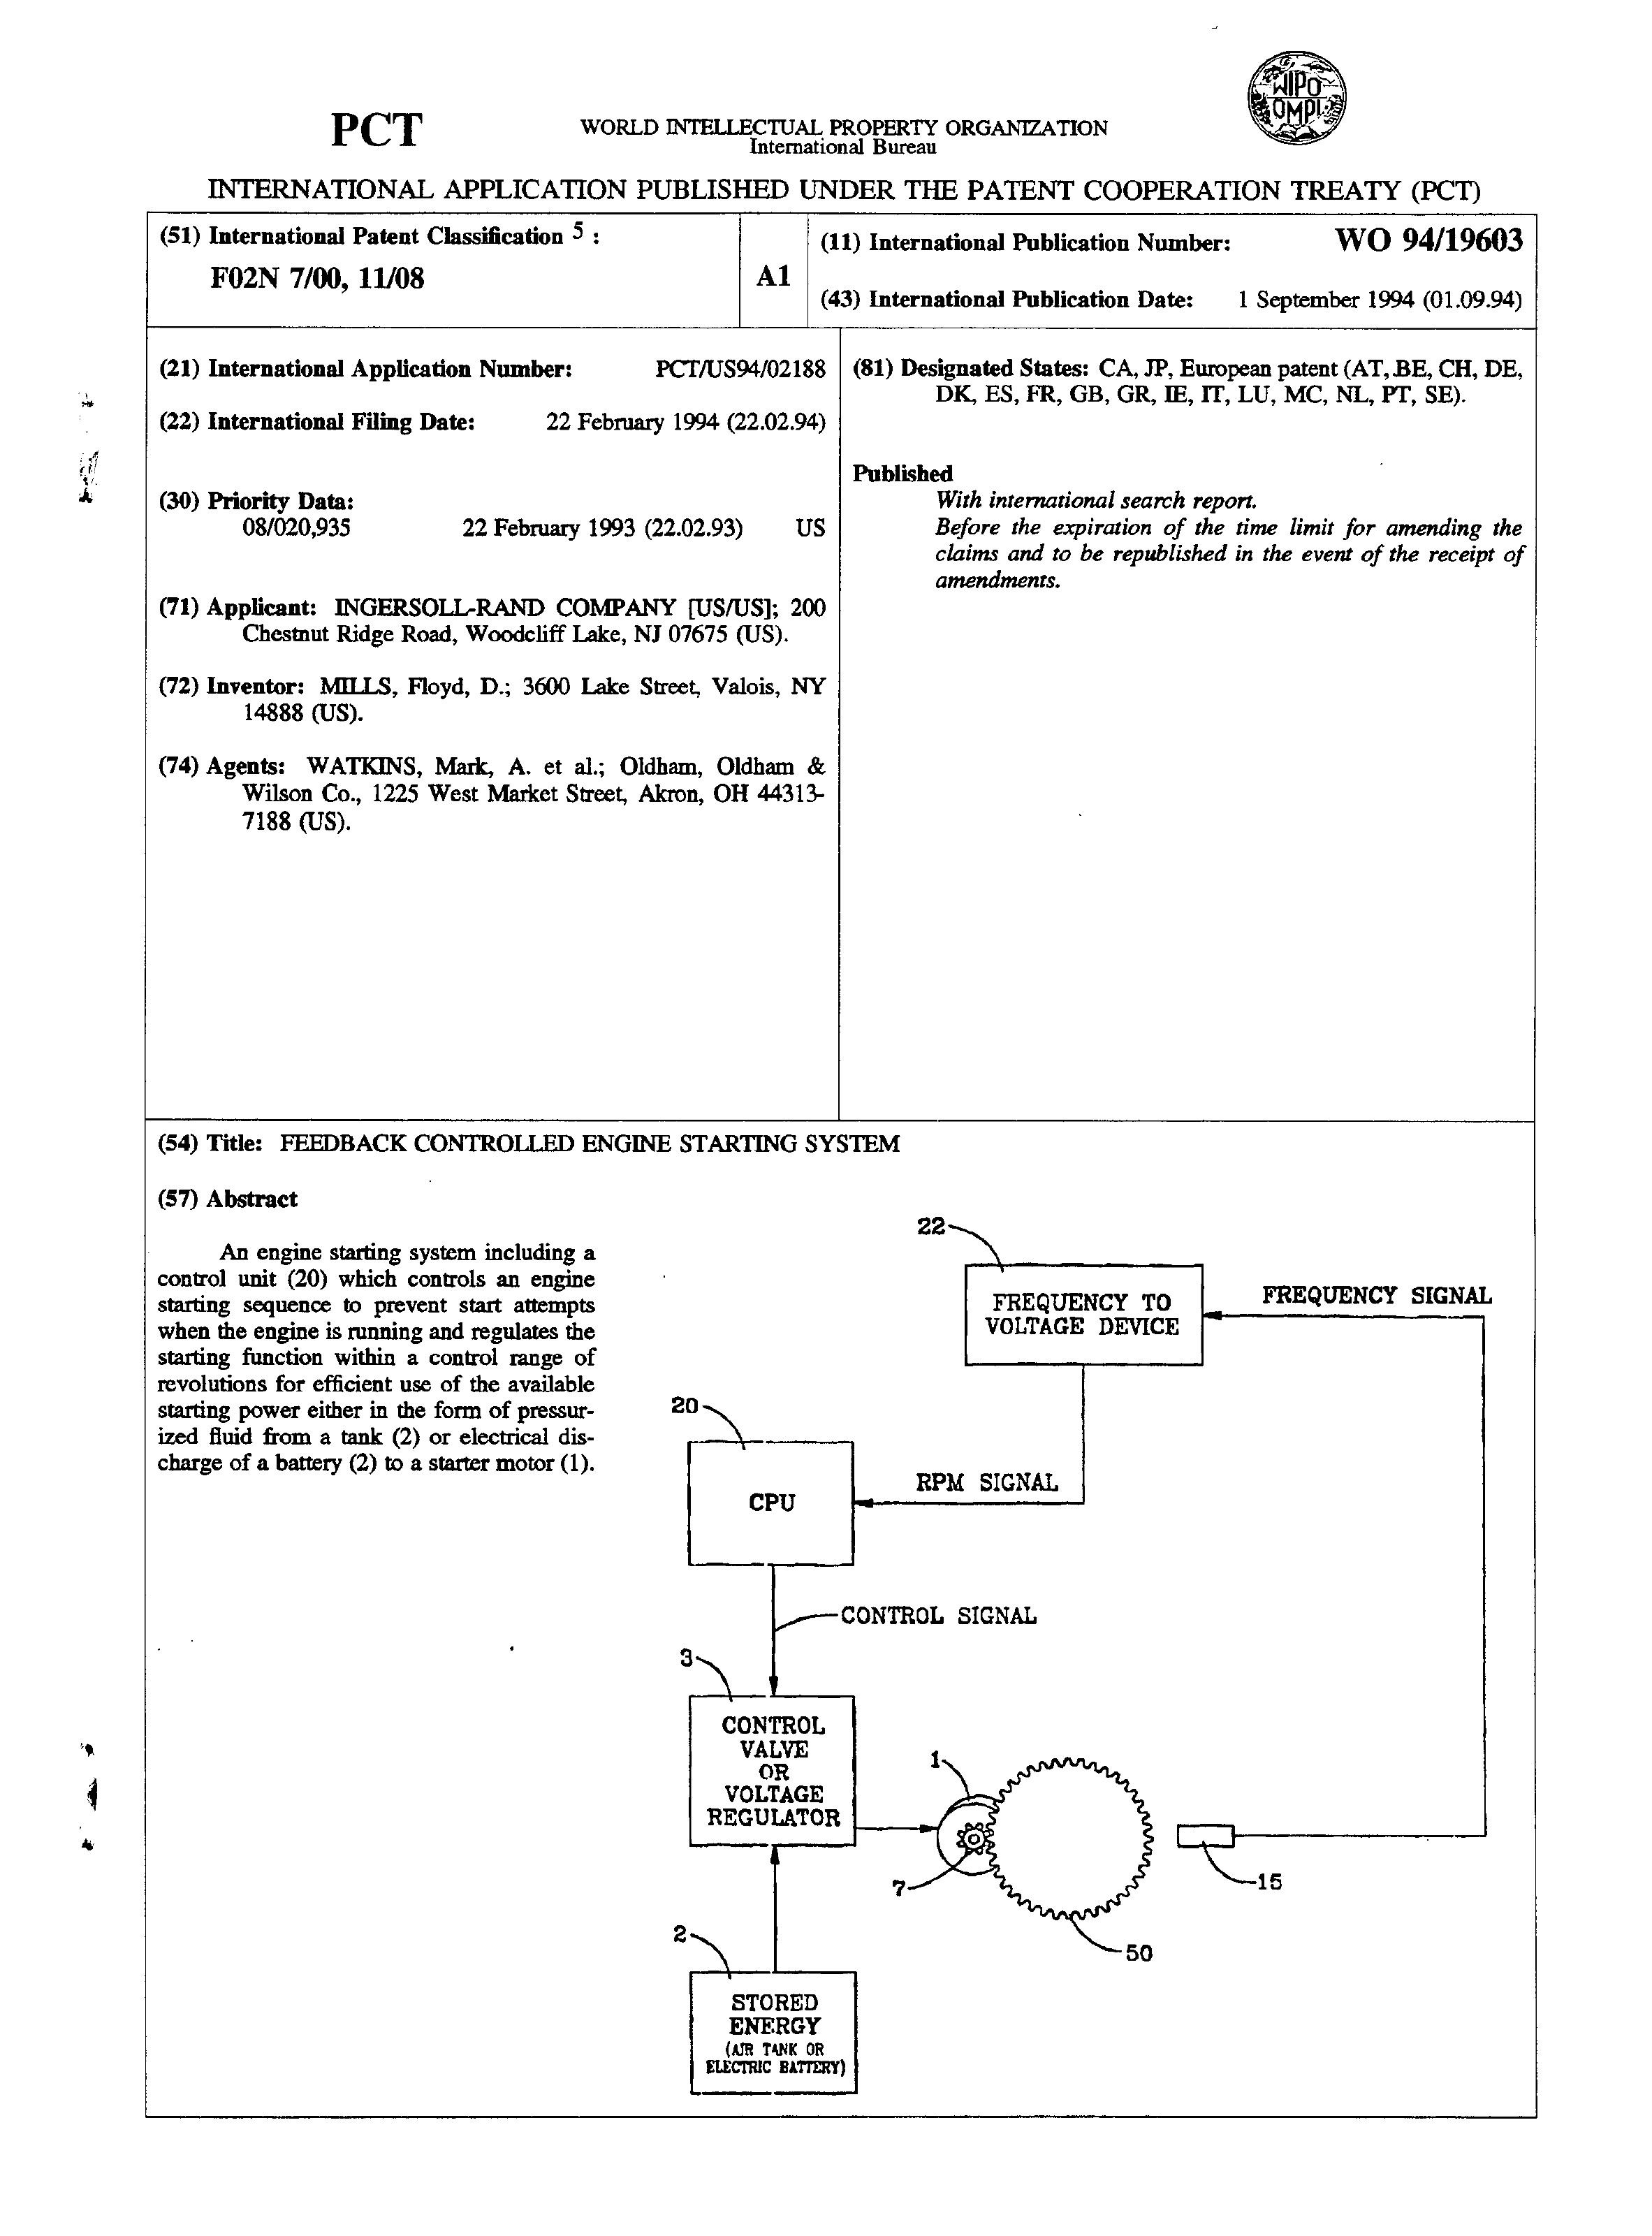 WIPO
OMPI
PCT
WORLD INTELLECTUAL PROPERTY ORGANIZATION
International Bureau
INTERNATIONAL APPLICATION PUBLISHED UNDER THE PATENT COOPERATION TREATY (PCT)
(51) International Patent Classification 5 :
F02N 7/00, 11/08
A1
(11) International Publication Number: WO 94/19603
(43) International Publication Date: 1 September 1994 (01.09.94)
(21) International Application Number: PCT/US94/02188
(22) International Filing Date: 22 February 1994 (22.02.94)
(30) Priority Data:
08/020,935 22 February 1993 (22.02.93) US
(71) Applicant: INGERSOLL-RAND COMPANY [US/US]; 200
Chestnut Ridge Road, Woodcliff Lake, NJ 07675 (US).
(72) Inventor: MILLS, Floyd, D.; 3600 Lake Street, Valois, NY
14888 (US).
(74) Agents: WATKINS, Mark, A. et al.; Oldham, Oldham &
Wilson Co., 1225 West Market Street, Akron, OH 44313-
7188 (US).
(81) Designated States: CA, JP, European patent (AT, BE, CH, DE,
DK, ES, FR, GB, GR, IE, IT, LU, MC, NL, PT, SE).
Published
With international search report.
Before the expiration of the time limit for amending the
claims and to be republished in the event of the receipt of
amendments.
(54) Title: FEEDBACK CONTROLLED ENGINE STARTING SYSTEM
(57) Abstract
An engine starting system including a
control unit (20) which controls an engine
starting sequence to prevent start attempts
when the engine is running and regulates the
starting function within a control range of
revolutions for efficient use of the available
starting power either in the form of pressur-
ized fluid from a tank (2) or electrical dis-
charge of a battery (2) to a starter motor (1).
22
FREQUENCY TO
VOLTAGE DEVICE
FREQUENCY SIGNAL
20
CPU
RPM SIGNAL
CONTROL SIGNAL
3
CONTROL
VALVE
OR
VOLTAGE
REGULATOR
1
7
15
50
2
STORED
ENERGY
(AIR TANK OR
ELECTRIC BATTERY)